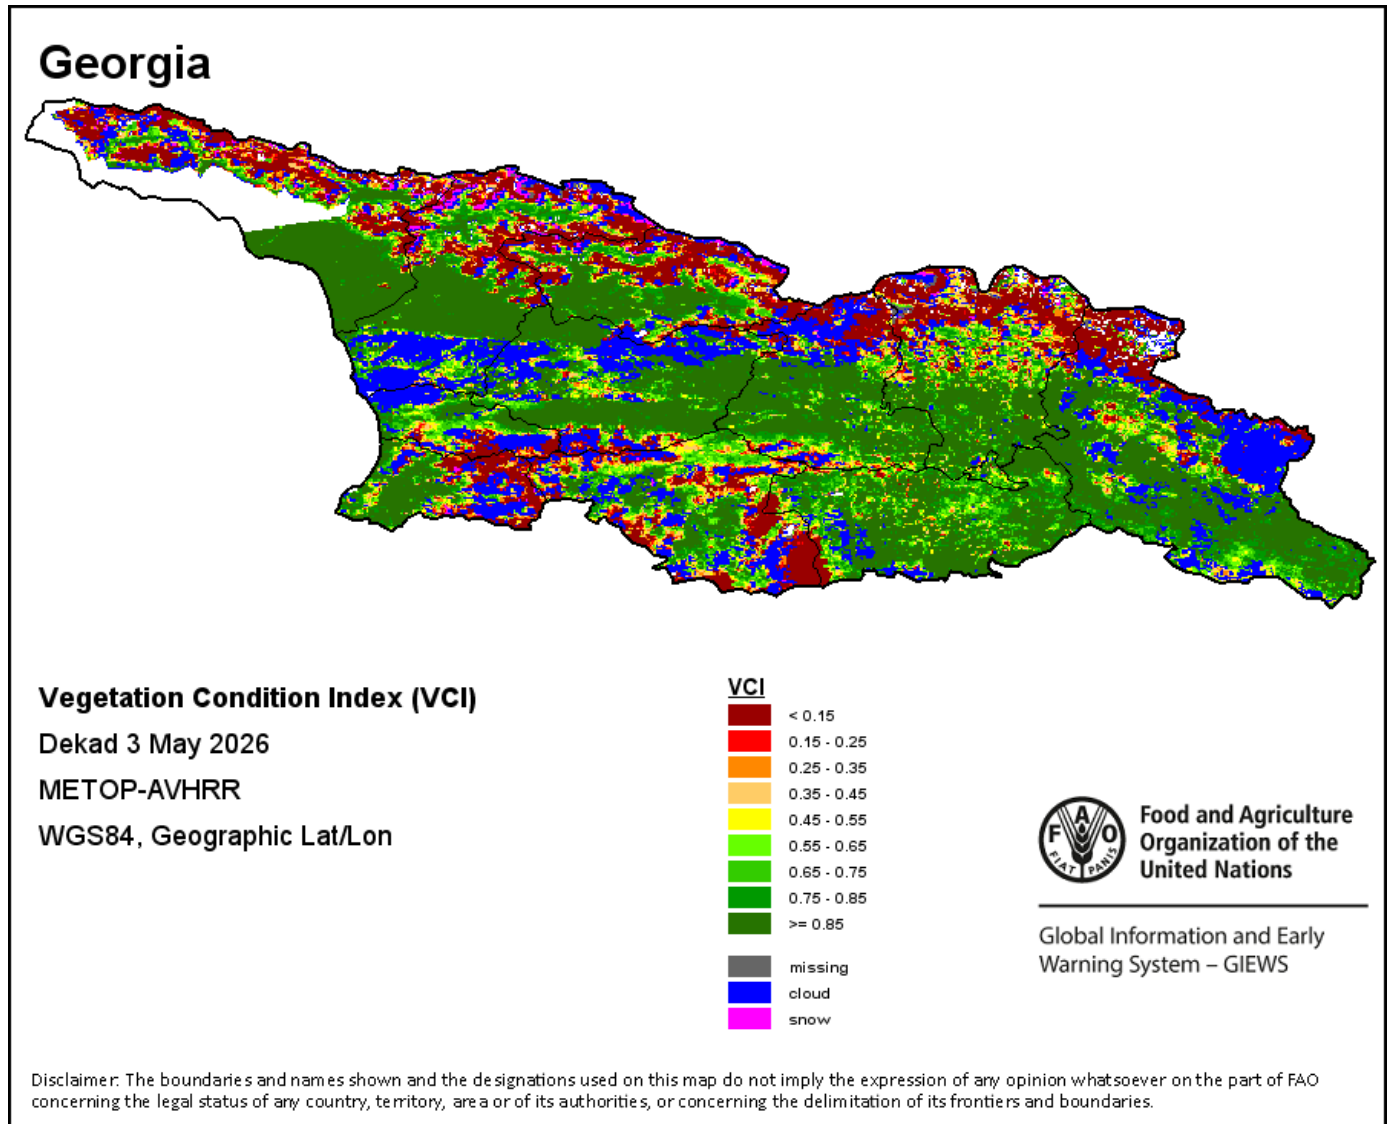 Georgia
Vegetation Condition Index (VCI)
Dekad 3 May 2026
METOP-AVHRR
WGS84, Geographic Lat/Lon
VCI
< 0.15
0.15 - 0.25
0.25 - 0.35
0.35 - 0.45
0.45 - 0.55
0.55 - 0.65
0.65 - 0.75
0.75 - 0.85
>= 0.85
missing
cloud
snow
F A O
FIAT PANIS
Food and Agriculture
Organization of the
United Nations
Global Information and Early
Warning System – GIEWS
Disclaimer: The boundaries and names shown and the designations used on this map do not imply the expression of any opinion whatsoever on the part of FAO
concerning the legal status of any country, territory, area or of its authorities, or concerning the delimitation of its frontiers and boundaries.